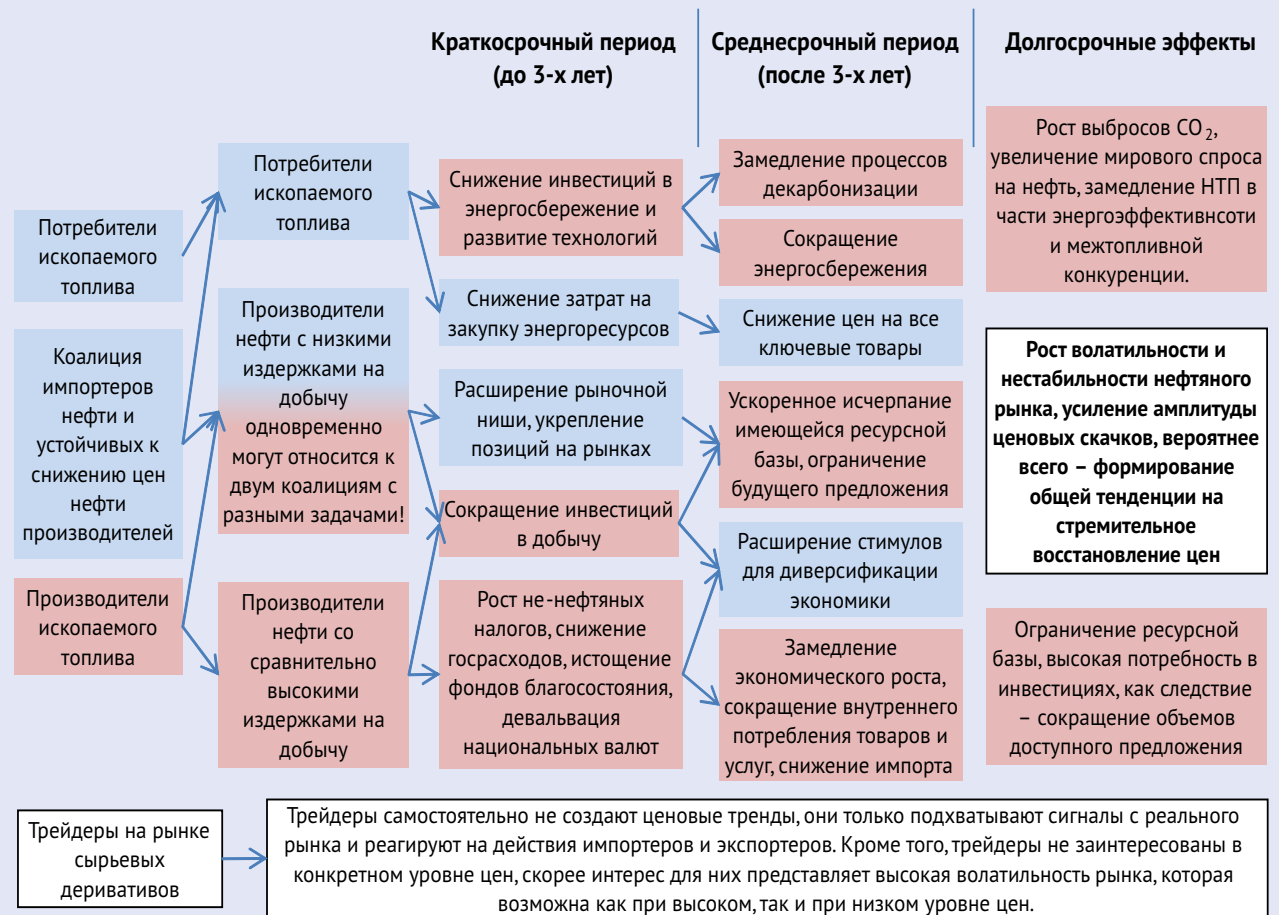 Краткосрочный период
(до 3-х лет)
Среднесрочный период
(после 3-х лет)
Долгосрочные эффекты
Потребители
ископаемого
топлива
Коалиция
импортеров
нефти и
устойчивых к
снижению цен
нефти
производителей
Производители
ископаемого
топлива
Потребители
ископаемого
топлива
Производители
нефти с низкими
издержками на
добычу
одновременно
могут относится к
двум коалициям с
разными задачами!
Производители
нефти со
сравнительно
высокими
издержками на
добычу
Снижение инвестиций в
энергосбережение и
развитие технологий
Снижение затрат на
закупку энергоресурсов
Расширение рыночной
ниши, укрепление
позиций на рынках
Сокращение инвестиций
в добычу
Рост не-нефтяных
налогов, снижение
госрасходов, истощение
фондов благосостояния,
девальвация
национальных валют
Замедление процессов
декарбонизации
Сокращение
энергосбережения
Снижение цен на все
ключевые товары
Ускоренное исчерпание
имеющейся ресурсной
базы, ограничение
будущего предложения
Расширение стимулов
для диверсификации
экономики
Замедление
экономического роста,
сокращение внутреннего
потребления товаров и
услуг, снижение импорта
Рост выбросов CO2,
увеличение мирового спроса
на нефть, замедление НТП в
части энергоэффективнсоти
и межтопливной
конкуренции.
Рост волатильности и
нестабильности нефтяного
рынка, усиление амплитуды
ценовых скачков, вероятнее
всего – формирование
общей тенденции на
стремительное
восстановление цен
Ограничение ресурсной
базы, высокая потребность в
инвестициях, как следствие
– сокращение объемов
доступного предложения
Трейдеры на рынке
сырьевых
деривативов
Трейдеры самостоятельно не создают ценовые тренды, они только подхватывают сигналы с реального
рынка и реагируют на действия импортеров и экспортеров. Кроме того, трейдеры не заинтересованы в
конкретном уровне цен, скорее интерес для них представляет высокая волатильность рынка, которая
возможна как при высоком, так и при низком уровне цен.